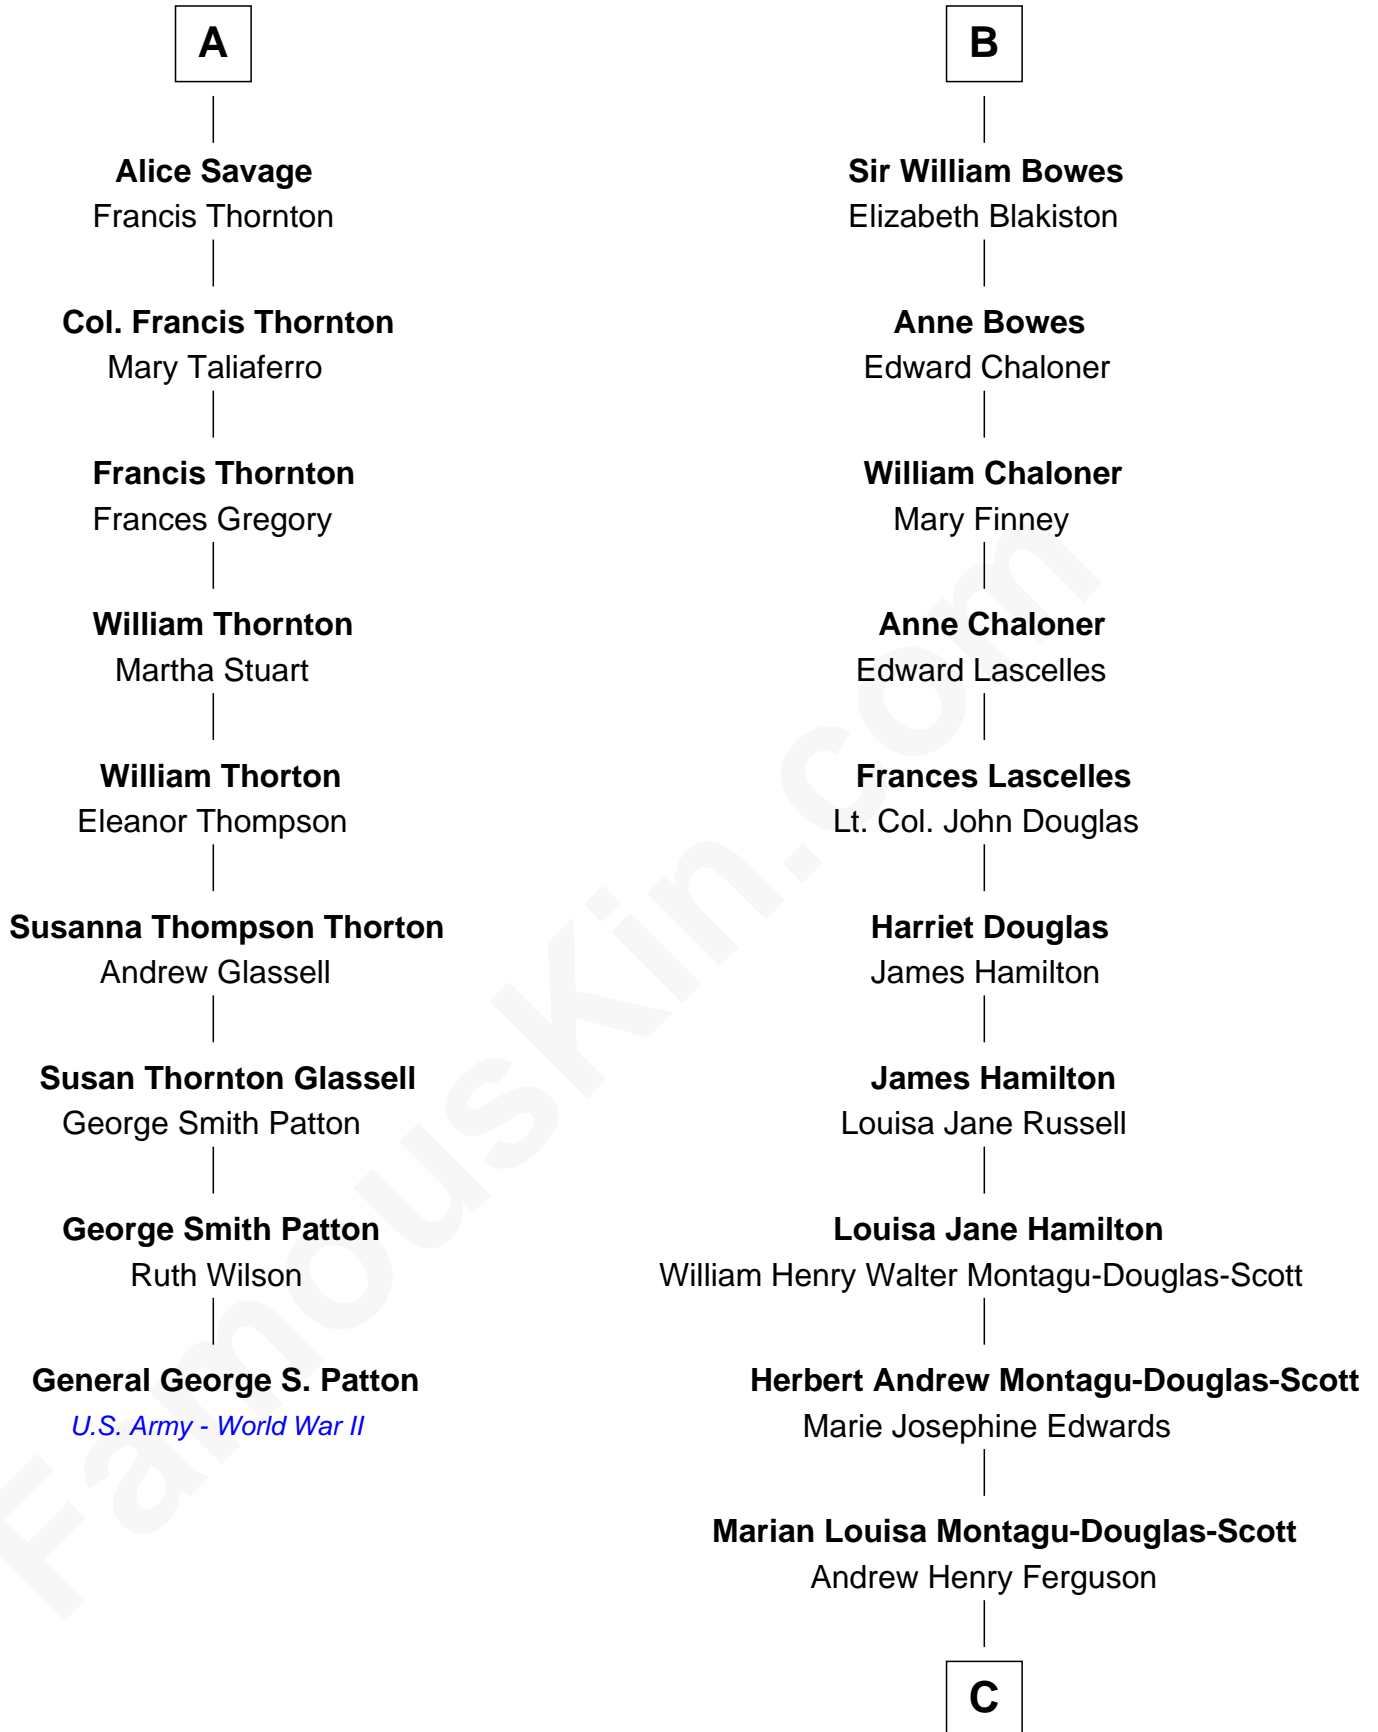 A
Alice Savage
Francis Thornton
Col. Francis Thornton
Mary Taliaferro
Francis Thornton
Frances Gregory
William Thornton
Martha Stuart
William Thorton
Eleanor Thompson
Susanna Thompson Thorton
Andrew Glassell
Susan Thornton Glassell
George Smith Patton
George Smith Patton
Ruth Wilson
General George S. Patton
U.S. Army - World War II
B
Sir William Bowes
Elizabeth Blakiston
Anne Bowes
Edward Chaloner
William Chaloner
Mary Finney
Anne Chaloner
Edward Lascelles
Frances Lascelles
Lt. Col. John Douglas
Harriet Douglas
James Hamilton
James Hamilton
Louisa Jane Russell
Louisa Jane Hamilton
William Henry Walter Montagu-Douglas-Scott
Herbert Andrew Montagu-Douglas-Scott
Marie Josephine Edwards
Marian Louisa Montagu-Douglas-Scott
Andrew Henry Ferguson
C
FamousKin.com